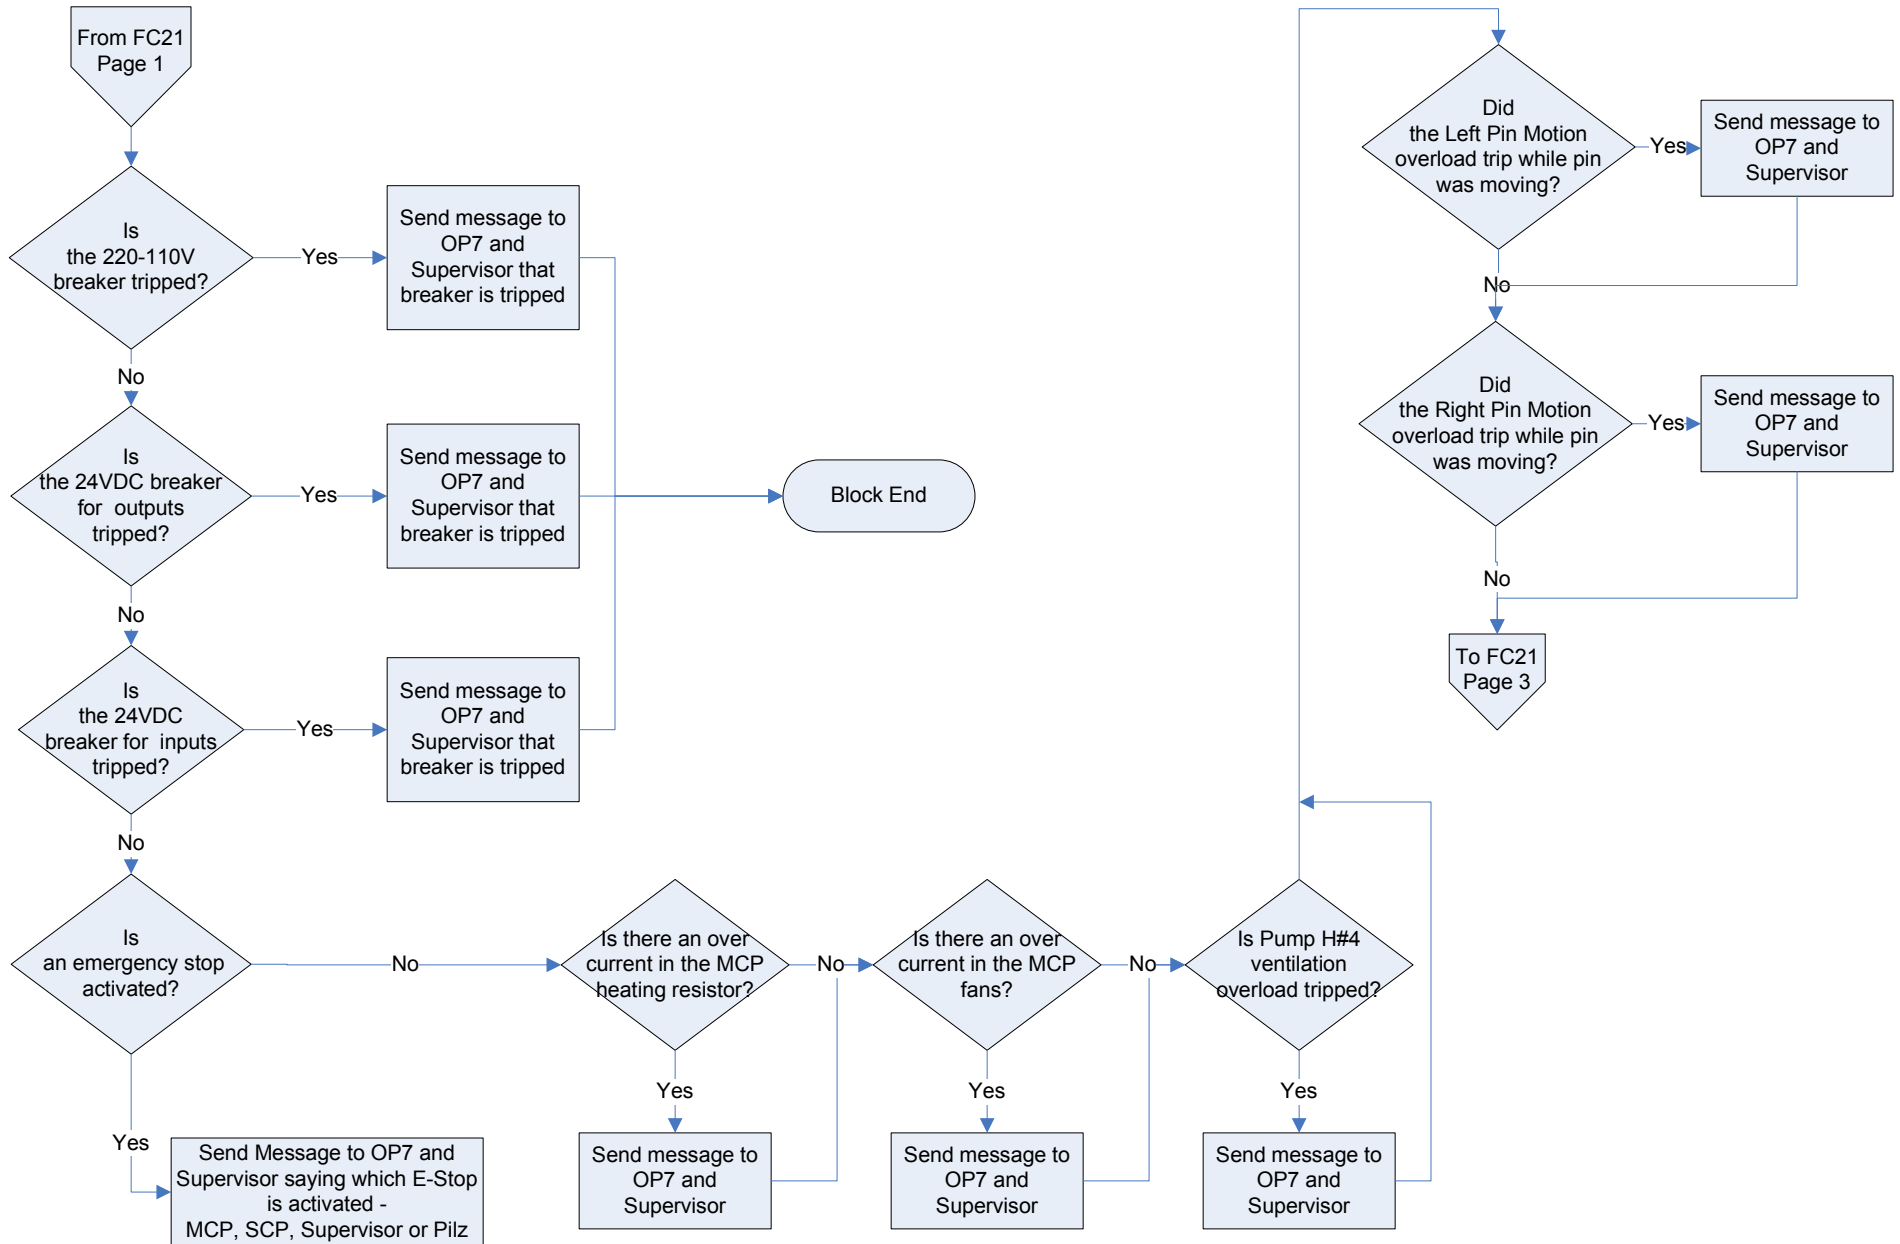 From FC21
Page 1
Is
the 220-110V
breaker tripped?
Yes
Send message to
OP7 and
Supervisor that
breaker is tripped
No
Is
the 24VDC breaker
for outputs
tripped?
Yes
Send message to
OP7 and
Supervisor that
breaker is tripped
Block End
No
Is
the 24VDC
breaker for inputs
tripped?
Yes
Send message to
OP7 and
Supervisor that
breaker is tripped
No
Is
an emergency stop
activated?
Yes
Send Message to OP7 and
Supervisor saying which E-Stop
is activated -
MCP, SCP, Supervisor or Pilz
No
Is there an over
current in the MCP
heating resistor?
Yes
Send message to
OP7 and
Supervisor
No
Is there an over
current in the MCP
fans?
Yes
Send message to
OP7 and
Supervisor
No
Is Pump H#4
ventilation
overload tripped?
Yes
Send message to
OP7 and
Supervisor
Did
the Left Pin Motion
overload trip while pin
was moving?
Yes
Send message to
OP7 and
Supervisor
No
Did
the Right Pin Motion
overload trip while pin
was moving?
Yes
Send message to
OP7 and
Supervisor
No
To FC21
Page 3